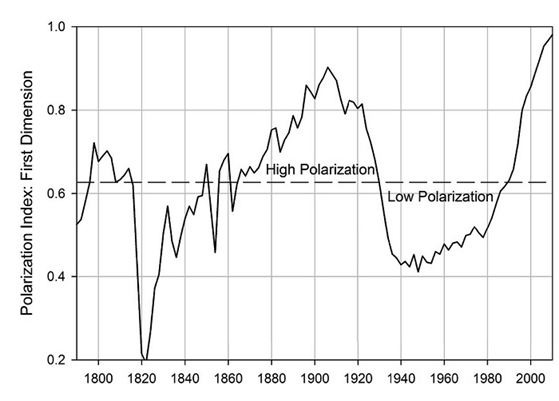 Polarization Index: First Dimension
1.0
0.8
0.6
0.4
0.2
High Polarization
Low Polarization
1800 1820 1840 1860 1880 1900 1920 1940 1960 1980 2000